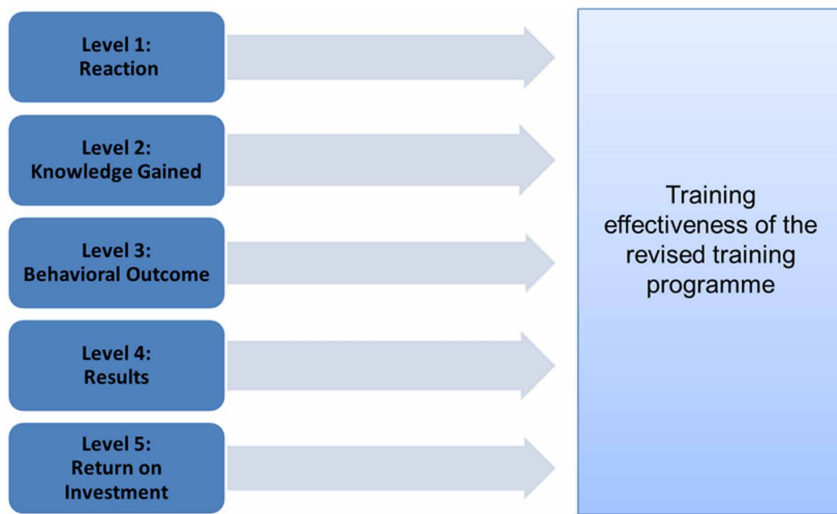 Level 1:
Reaction
Level 2:
Knowledge Gained
Level 3:
Behavioral Outcome
Level 4:
Results
Level 5:
Return on
Investment
Training
effectiveness of the
revised training
programme